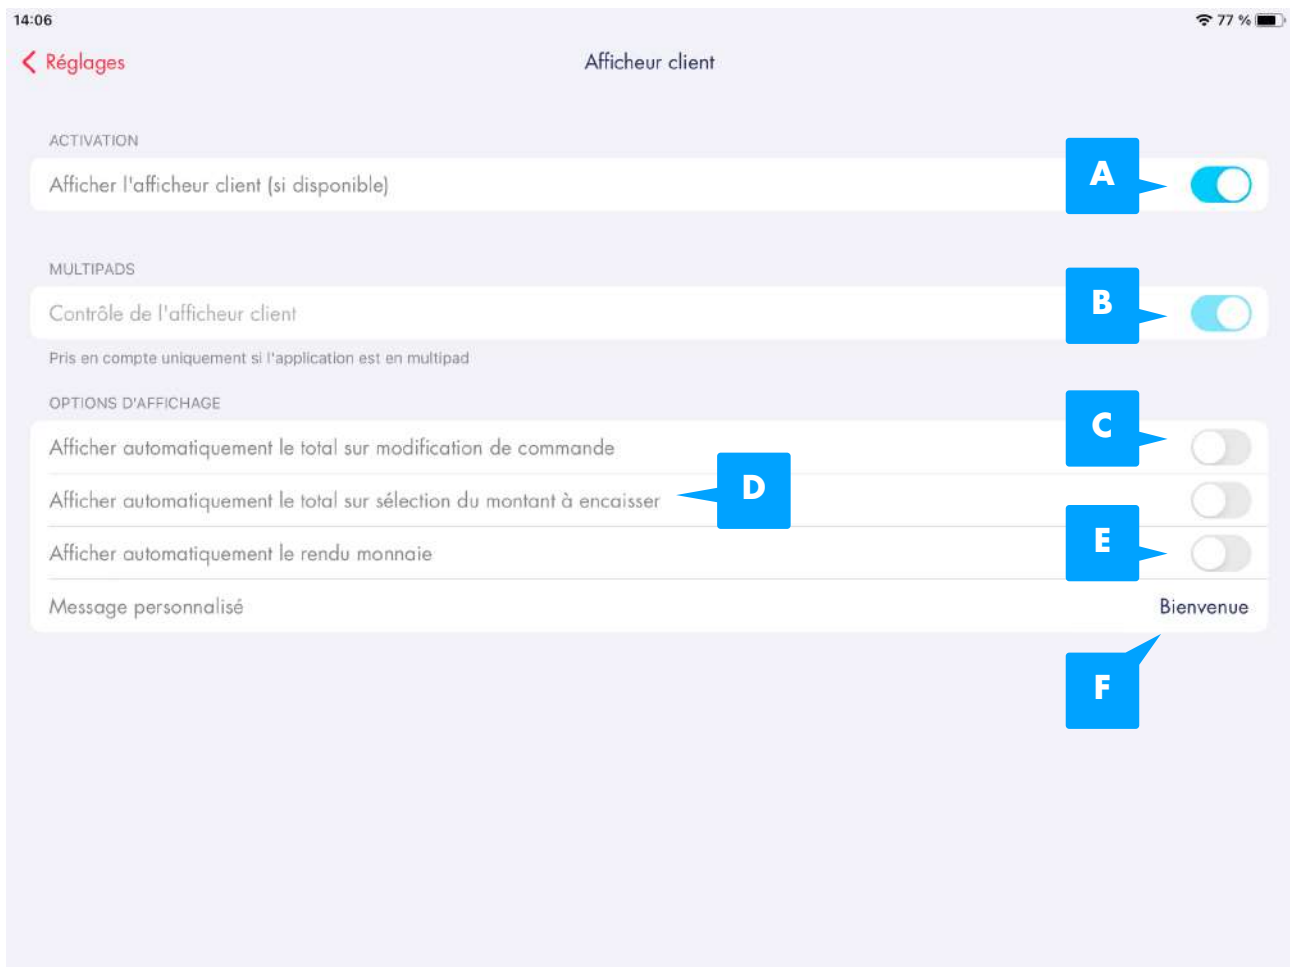 14:06 77 %
Réglages Afficheur client
ACTIVATION
Afficher l'afficheur client (si disponible) A
MULTIPADS
Contrôle de l'afficheur client B
Pris en compte uniquement si l'application est en multipad
OPTIONS D'AFFICHAGE
Afficher automatiquement le total sur modification de commande C
Afficher automatiquement le total sur sélection du montant à encaisser D
Afficher automatiquement le rendu monnaie E
Message personnalisé Bienvenue
F